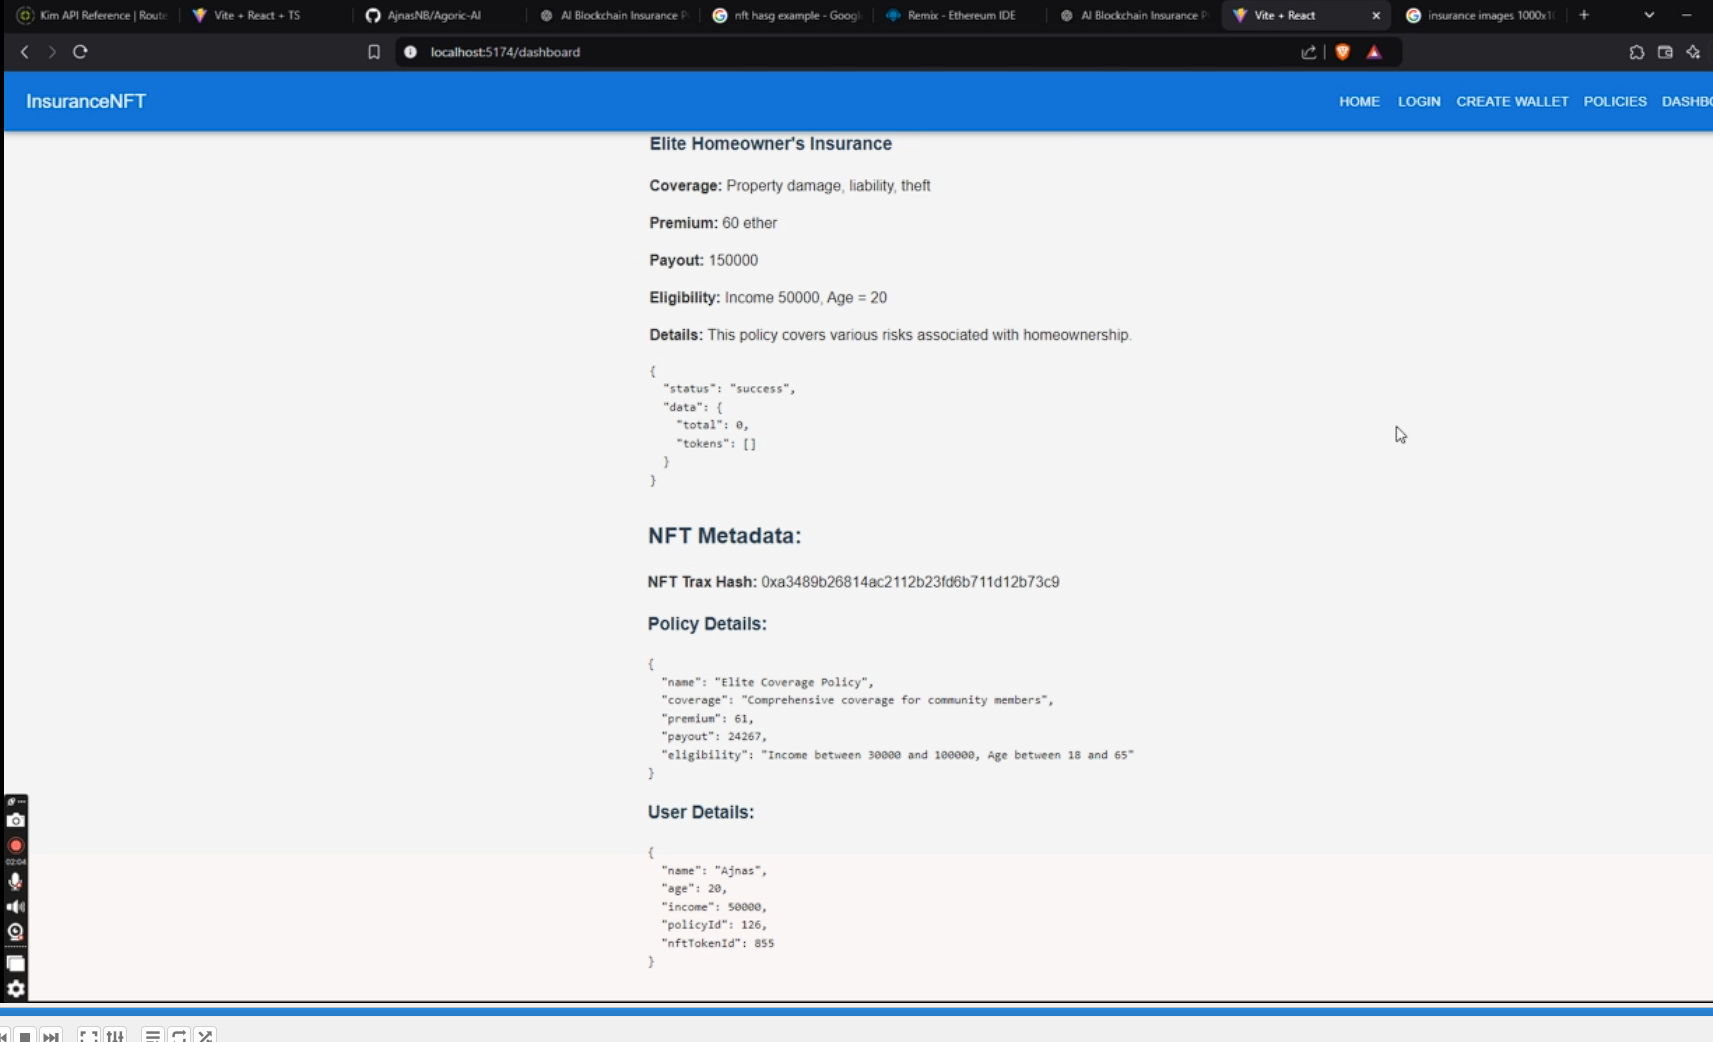 Kim API Reference | Route
Vite + React + TS
AjnasNB/Agoric-AI
AI Blockchain Insurance P
nft hasg example - Googl
Remix - Ethereum IDE
AI Blockchain Insurance P
Vite + React
insurance images 1000x1
localhost:5174/dashboard
InsuranceNFT
HOME LOGIN CREATE WALLET POLICIES DASHBO
Elite Homeowner's Insurance
Coverage: Property damage, liability, theft
Premium: 60 ether
Payout: 150000
Eligibility: Income 50000, Age = 20
Details: This policy covers various risks associated with homeownership.
{
"status": "success",
"data": {
"total": 0,
"tokens": []
}
}
NFT Metadata:
NFT Trax Hash: 0xa3489b26814ac2112b23fd6b711d12b73c9
Policy Details:
{
"name": "Elite Coverage Policy",
"coverage": "Comprehensive coverage for community members",
"premium": 61,
"payout": 24267,
"eligibility": "Income between 30000 and 100000, Age between 18 and 65"
}
User Details:
{
"name": "Ajnas",
"age": 20,
"income": 50000,
"policyId": 126,
"nftTokenId": 855
}
02:04